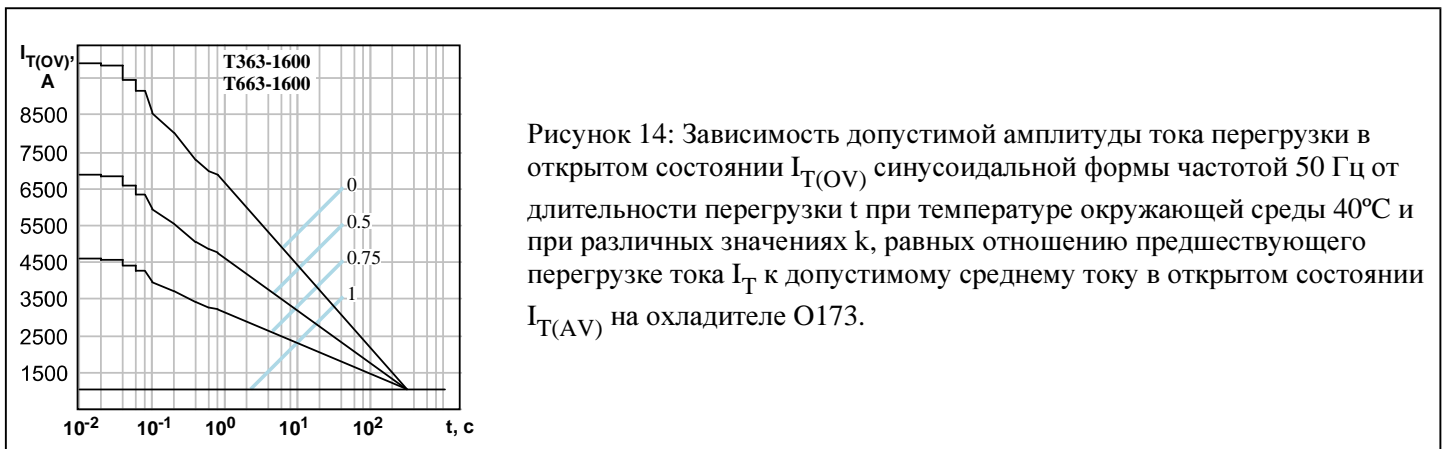 I_T(OV),
A
T363-1600
T663-1600
8500
7500
6500
5500
4500
3500
2500
1500
0
0.5
0.75
1
10^-2 10^-1 10^0 10^1 10^2 t, c
Рисунок 14: Зависимость допустимой амплитуды тока перегрузки в
открытом состоянии I_T(OV) синусоидальной формы частотой 50 Гц от
длительности перегрузки t при температуре окружающей среды 40ºС и
при различных значениях k, равных отношению предшествующего
перегрузке тока I_T к допустимому среднему току в открытом состоянии
I_T(AV) на охладителе О173.